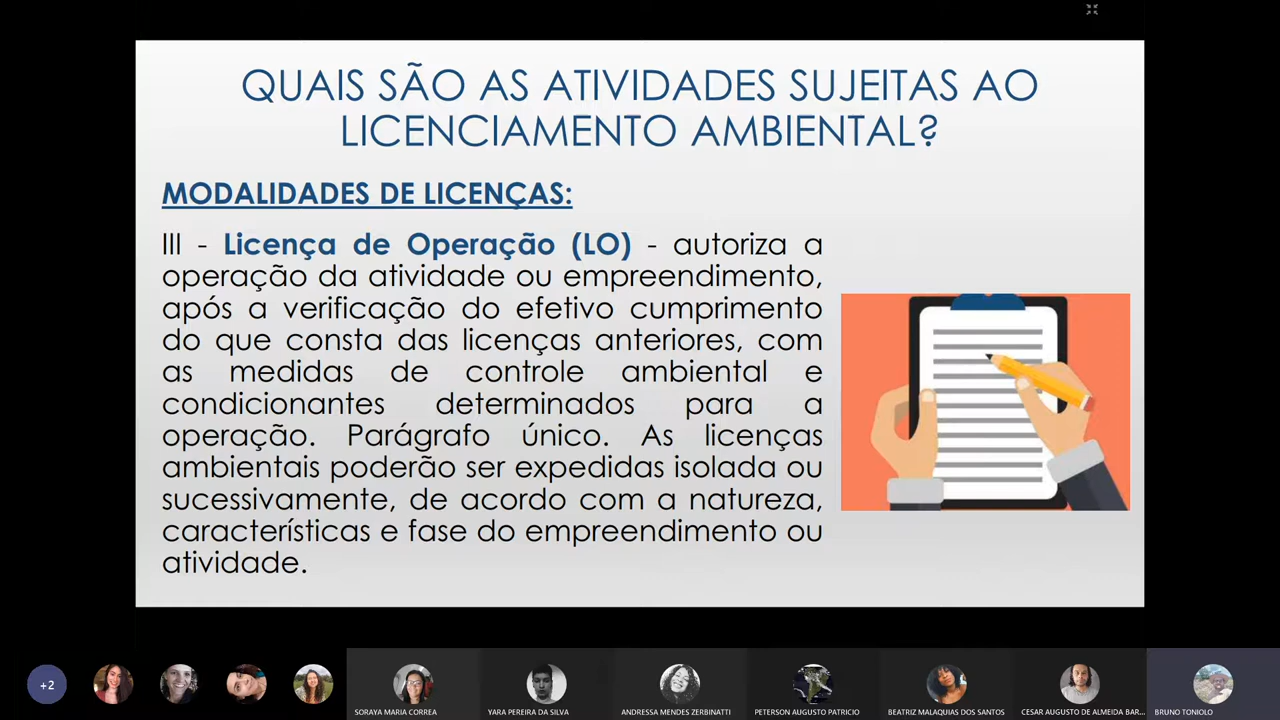 QUAIS SÃO AS ATIVIDADES SUJEITAS AO
LICENCIAMENTO AMBIENTAL?
MODALIDADES DE LICENÇAS:
III - Licença de Operação (LO) - autoriza a
operação da atividade ou empreendimento,
após a verificação do efetivo cumprimento
do que consta das licenças anteriores, com
as medidas de controle ambiental e
condicionantes determinados para a
operação. Parágrafo único. As licenças
ambientais poderão ser expedidas isolada ou
sucessivamente, de acordo com a natureza,
características e fase do empreendimento ou
atividade.
+2
SORAYA MARIA CORREA
YARA PEREIRA DA SILVA
ANDRESSA MENDES ZERBINATTI
PETERSON AUGUSTO PATRICIO
BEATRIZ MALAQUIAS DOS SANTOS
CESAR AUGUSTO DE ALMEIDA BAR...
BRUNO TONIOLO